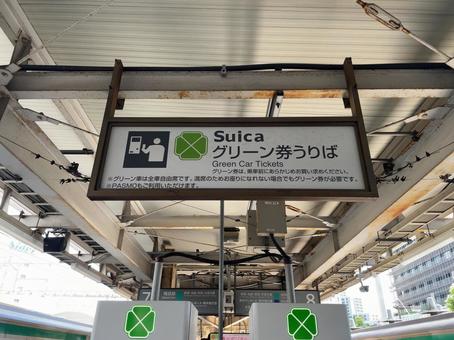 Suica
グリーン券うりば
Green Car Tickets
グリーン券は、乗車前にあらかじめお買い求めください。
※グリーン車は全車自由席です。満席のためお座りになれない場合でもグリーン券が必要です。
※PASMOもご利用いただけます。
7
8